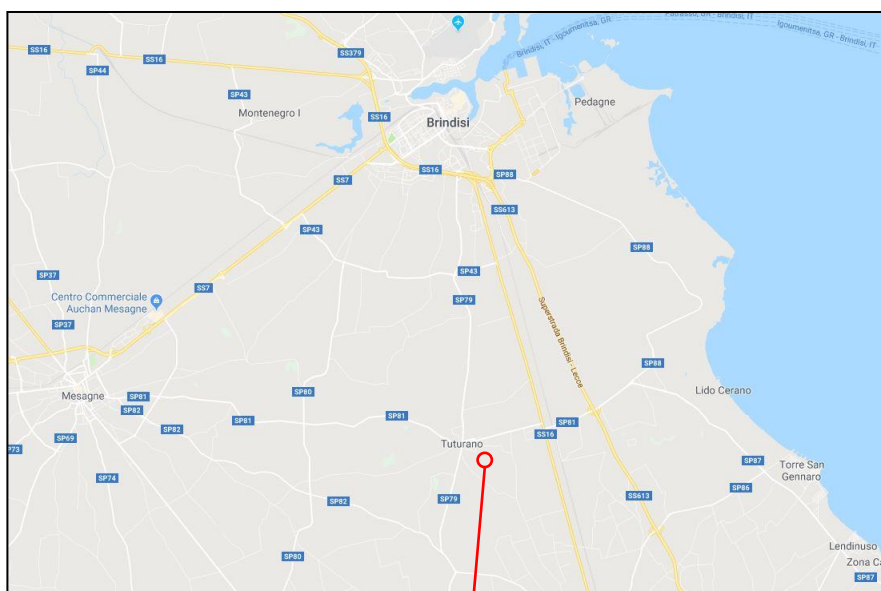 Patrasso, GR - Brindisi, IT
Brindisi, IT - Igoumenitsa, GR
Igoumenitsa, GR - Brindisi, IT
SS16
SS379
SS16
SP44
SP43
Montenegro I
Pedagne
SS16
Brindisi
SS16
SP88
SS7
SS613
SP43
SP88
SP37
SP43
SS7
Centro Commerciale
Auchan Mesagne
SP79
SP37
Superstrada Brindisi - Lecce
SP88
Mesagne
SP81
SP80
Lido Cerano
SP82
SP81
SP81
SP81
SP82
SS16
SP69
Tuturano
P73
SP87
Torre San
Gennaro
SP74
SP86
SS613
SP79
SP82
Lendinuso
SP80
Zona Ca
SP87